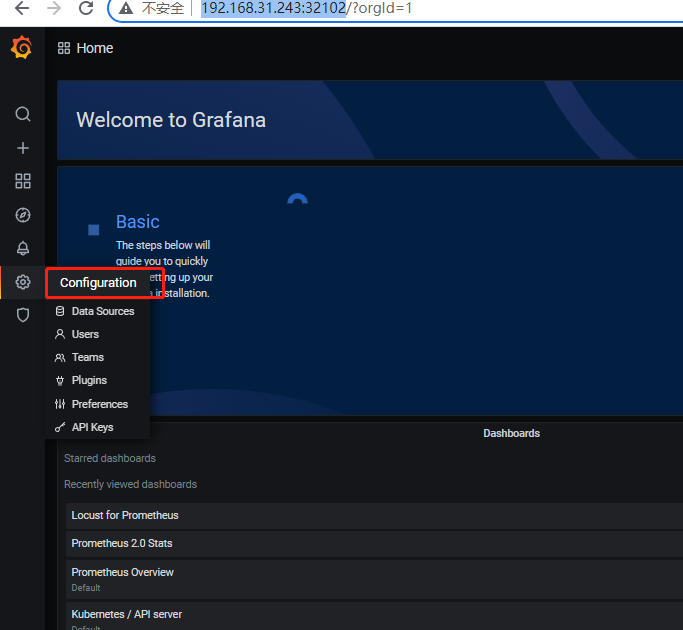 不安全 192.168.31.243:32102/?orgId=1
Home
Welcome to Grafana
Basic
The steps below will
guide you to quickly
etting up your
installation.
Configuration
Data Sources
Users
Teams
Plugins
Preferences
API Keys
Dashboards
Starred dashboards
Recently viewed dashboards
Locust for Prometheus
Prometheus 2.0 Stats
Prometheus Overview
Default
Kubernetes / API server
Default